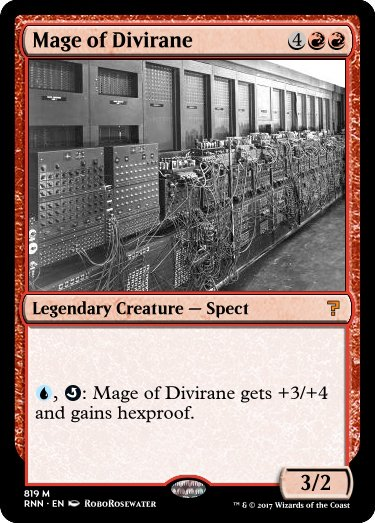 Mage of Divirane 4
Legendary Creature — Spect
: Mage of Divirane gets +3/+4
and gains hexproof.
3/2
819 M
RNN • EN RoboRosewater
™ & © 2017 Wizards of the Coast